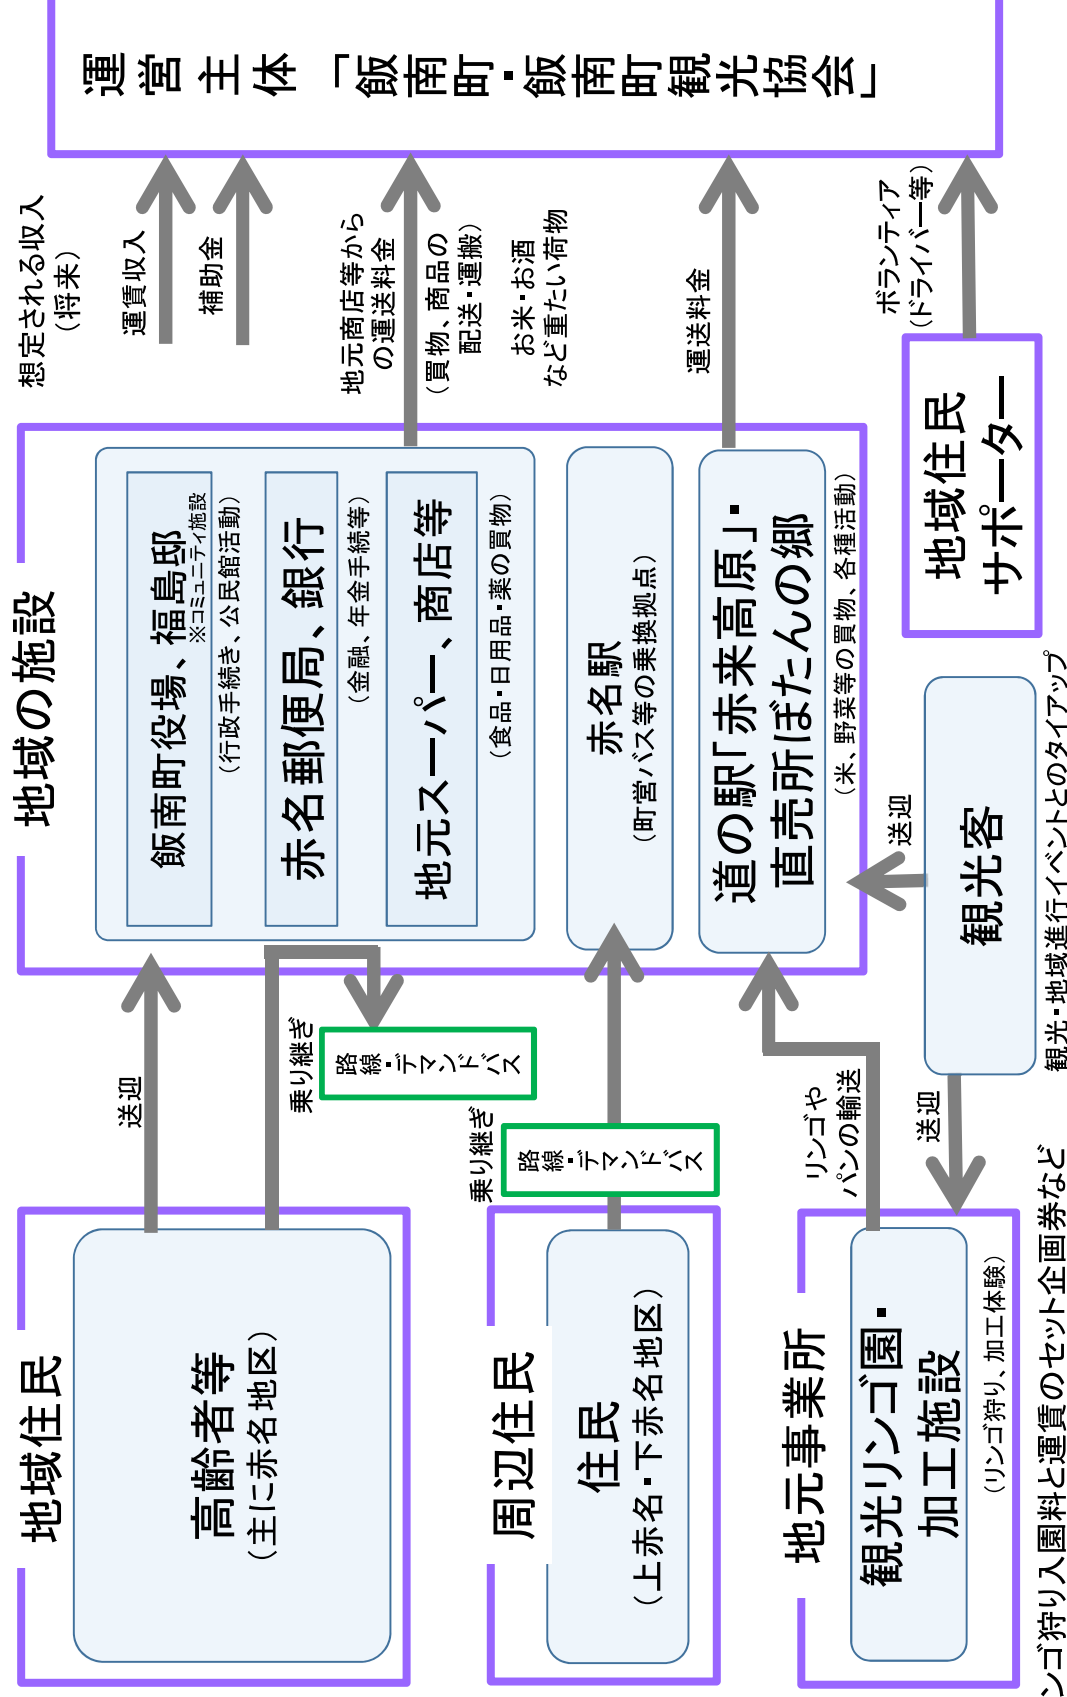 運営主体「飯南町・飯南町観光協会」
想定される収入
（将来）
運賃収入
補助金
地元商店等から
の運送料金
（買物、商品の
配送・運搬）
お米・お酒
など重たい荷物
運送料金
ボランティア
（ドライバー等）
地域の施設
飯南町役場、福島邸
※コミュニティ施設
（行政手続き、公民館活動）
赤名郵便局、銀行
（金融、年金手続等）
地元スーパー、商店等
（食品・日用品・薬の買物）
赤名駅
（町営バス等の乗換拠点）
道の駅「赤来高原」・
直売所ぼたんの郷
（米、野菜等の買物、各種活動）
地域住民
サポーター
送迎
乗り継ぎ
路線・デマンドバス
乗り継ぎ
路線・デマンドバス
リンゴや
パンの輸送
送迎
送迎
観光客
観光・地域進行イベントとのタイアップ
地域住民
高齢者等
（主に赤名地区）
周辺住民
住民
（上赤名・下赤名地区）
地元事業所
観光リンゴ園・
加工施設
（リンゴ狩り、加工体験）
ンゴ狩り入園料と運賃のセット企画券など